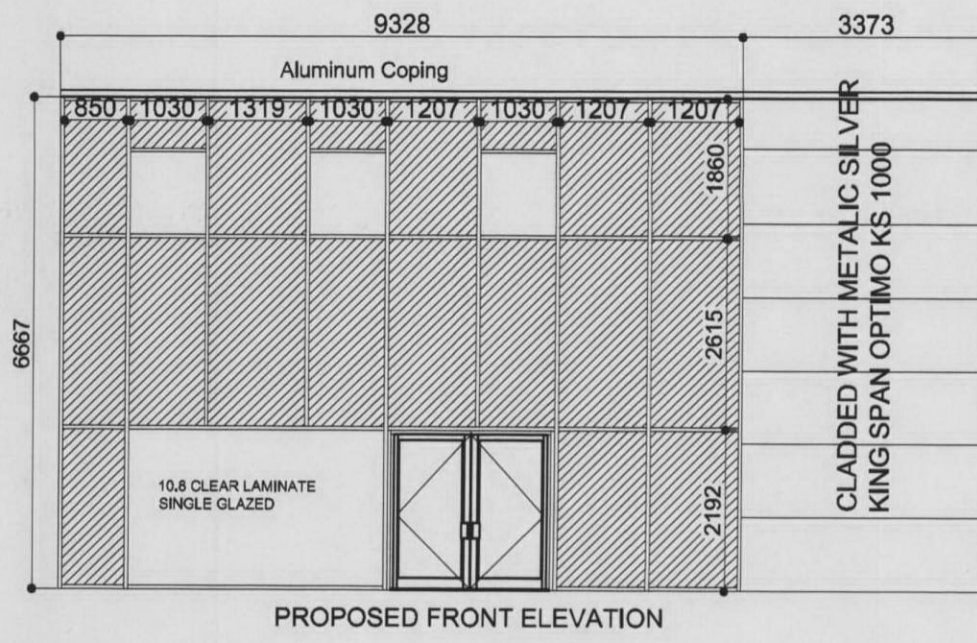 9328
3373
Aluminum Coping
850 1030 1319 1030 1207 1030 1207 1207
1860
6667
2615
2192
10.8 CLEAR LAMINATE
SINGLE GLAZED
CLADDED WITH METALIC SILVER
KING SPAN OPTIMO KS 1000
PROPOSED FRONT ELEVATION